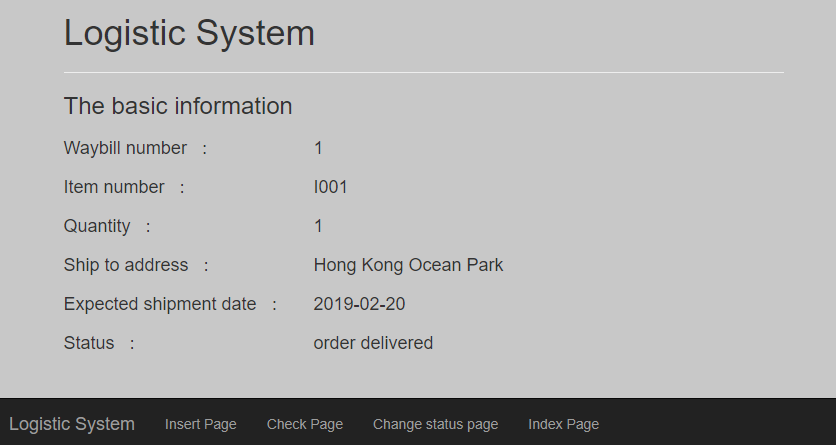 Logistic System
The basic information
Waybill number : 1
Item number : I001
Quantity : 1
Ship to address : Hong Kong Ocean Park
Expected shipment date : 2019-02-20
Status : order delivered
Logistic System Insert Page Check Page Change status page Index Page